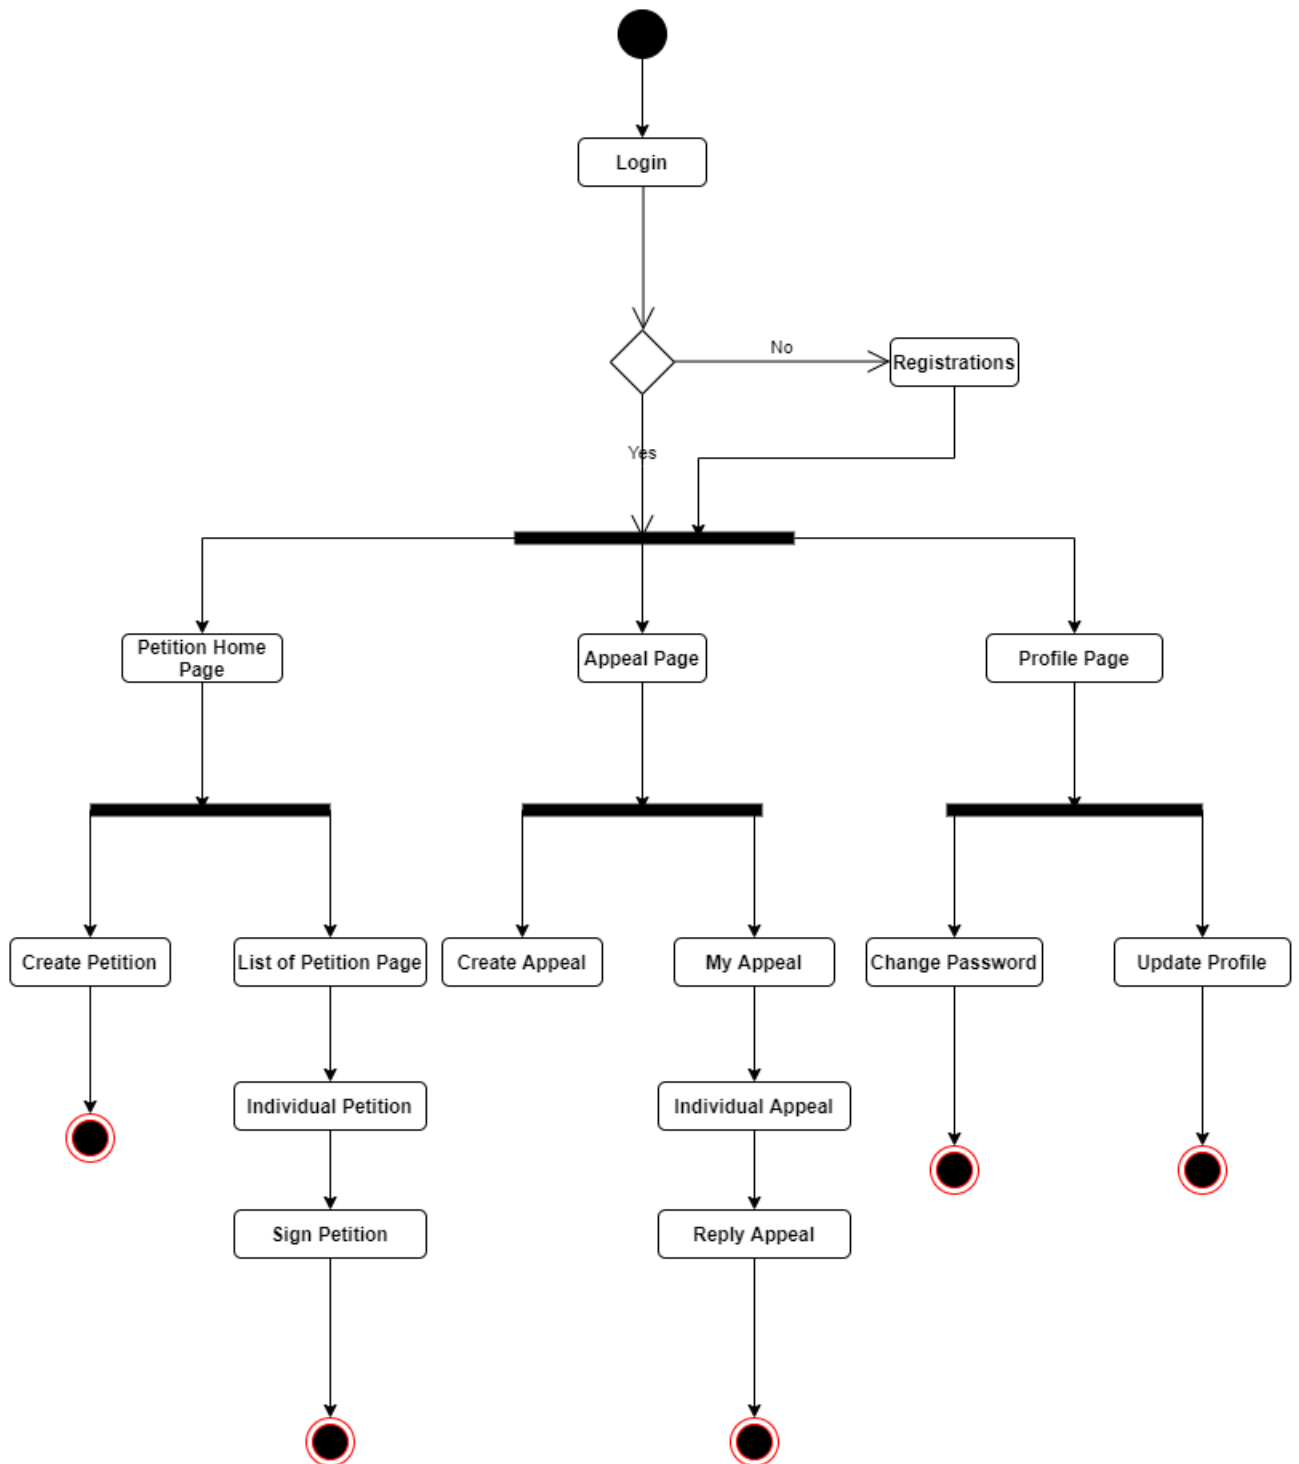 Login
No
Registrations
Yes
Petition Home
Page
Appeal Page
Profile Page
Create Petition
List of Petition Page
Create Appeal
My Appeal
Change Password
Update Profile
Individual Petition
Individual Appeal
Sign Petition
Reply Appeal